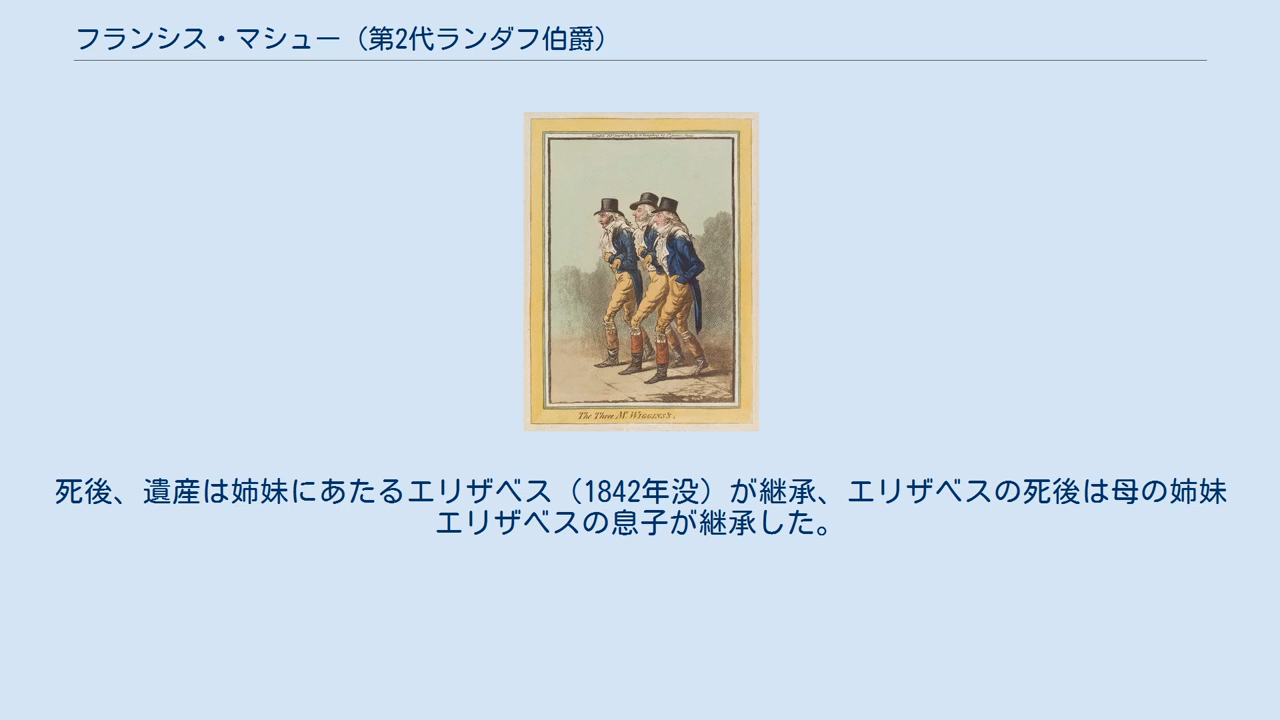 フランシス・マシュー（第2代ランダフ伯爵）
The Three Mr. WIGGINS's.
死後、遺産は姉妹にあたるエリザベス（1842年没）が継承、エリザベスの死後は母の姉妹
エリザベスの息子が継承した。